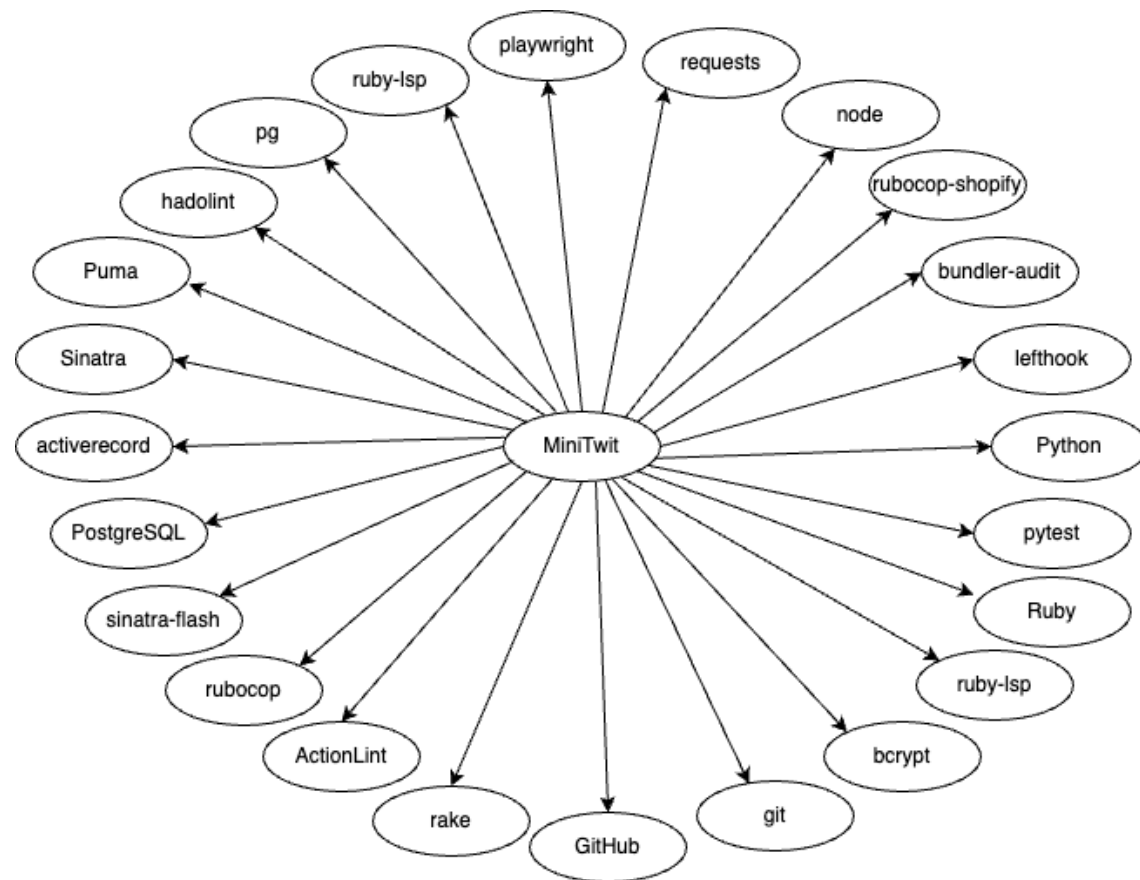 playwright
requests
ruby-lsp
node
pg
rubocop-shopify
hadolint
Puma
bundler-audit
Sinatra
lefthook
activerecord
MiniTwit
Python
PostgreSQL
pytest
sinatra-flash
Ruby
rubocop
ruby-lsp
ActionLint
bcrypt
rake
git
GitHub